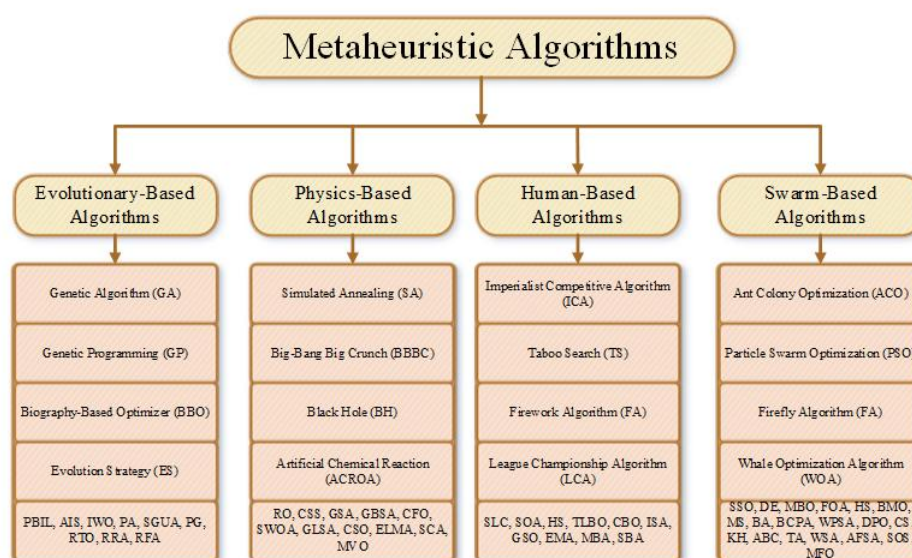 Metaheuristic Algorithms
Evolutionary-Based
Algorithms
Physics-Based
Algorithms
Human-Based
Algorithms
Swarm-Based
Algorithms
Genetic Algorithm (GA)
Genetic Programming (GP)
Biography-Based Optimizer (BBO)
Evolution Strategy (ES)
PBIL, AIS, IWO, PA, SGUA, PG,
RTO, RRA, RFA
Simulated Annealing (SA)
Big-Bang Big Crunch (BBBC)
Black Hole (BH)
Artificial Chemical Reaction
(ACROA)
RO, CSS, GSA, GBSA, CFO,
SWOA, GLSA, CSO, ELMA, SCA,
MVO
Imperialist Competitive Algorithm
(ICA)
Taboo Search (TS)
Firework Algorithm (FA)
League Championship Algorithm
(LCA)
SLC, SOA, HS, TLBO, CBO, ISA,
GSO, EMA, MBA, SBA
Ant Colony Optimization (ACO)
Particle Swarm Optimization (PSO)
Firefly Algorithm (FA)
Whale Optimization Algorithm
(WOA)
SSO, DE, MBO, FOA, HS, BMO,
MS, BA, BCPA, WPSA, DPO, CS,
KH, ABC, TA, WSA, AFSA, SOS,
MFO